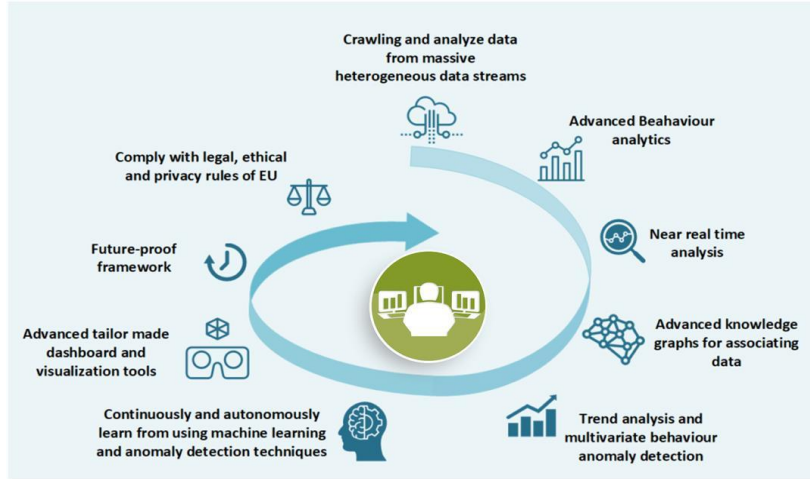 Crawling and analyze data
from massive
heterogeneous data streams
Advanced Beahaviour
analytics
Near real time
analysis
Advanced knowledge
graphs for associating
data
Trend analysis and
multivariate behaviour
anomaly detection
Continuously and autonomously
learn from using machine learning
and anomaly detection techniques
Advanced tailor made
dashboard and
visualization tools
Future-proof
framework
Comply with legal, ethical
and privacy rules of EU